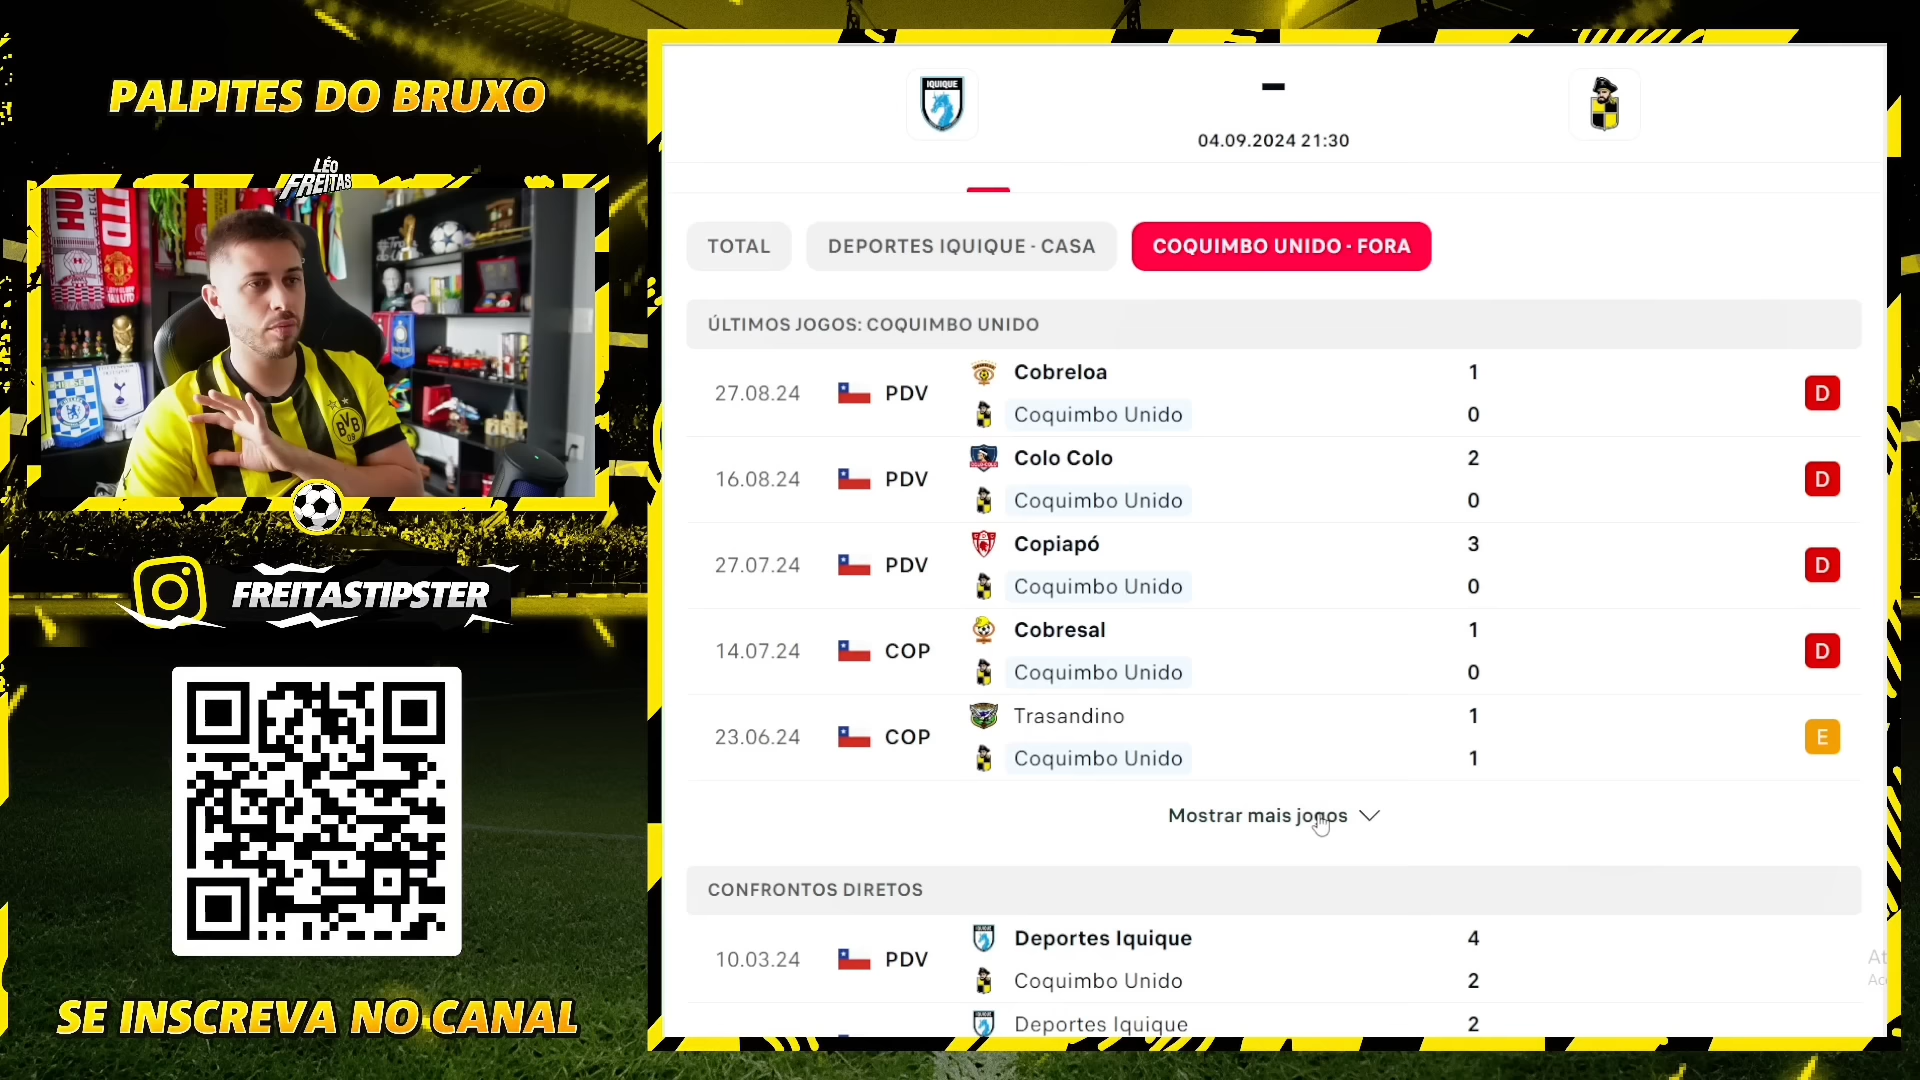 PALPITES DO BRUXO
LÉO
FREITAS
BVB
09
FREITASTIPSTER
SE INSCREVA NO CANAL
IQUIQUE
-
04.09.2024 21:30
TOTAL
DEPORTES IQUIQUE - CASA
COQUIMBO UNIDO - FORA
ÚLTIMOS JOGOS: COQUIMBO UNIDO
27.08.24 PDV Cobreloa 1
Coquimbo Unido 0 D
16.08.24 PDV Colo Colo 2
Coquimbo Unido 0 D
27.07.24 PDV Copiapó 3
Coquimbo Unido 0 D
14.07.24 COP Cobresal 1
Coquimbo Unido 0 D
23.06.24 COP Trasandino 1
Coquimbo Unido 1 E
Mostrar mais jogos
CONFRONTOS DIRETOS
10.03.24 PDV Deportes Iquique 4
Coquimbo Unido 2
Deportes Iquique 2